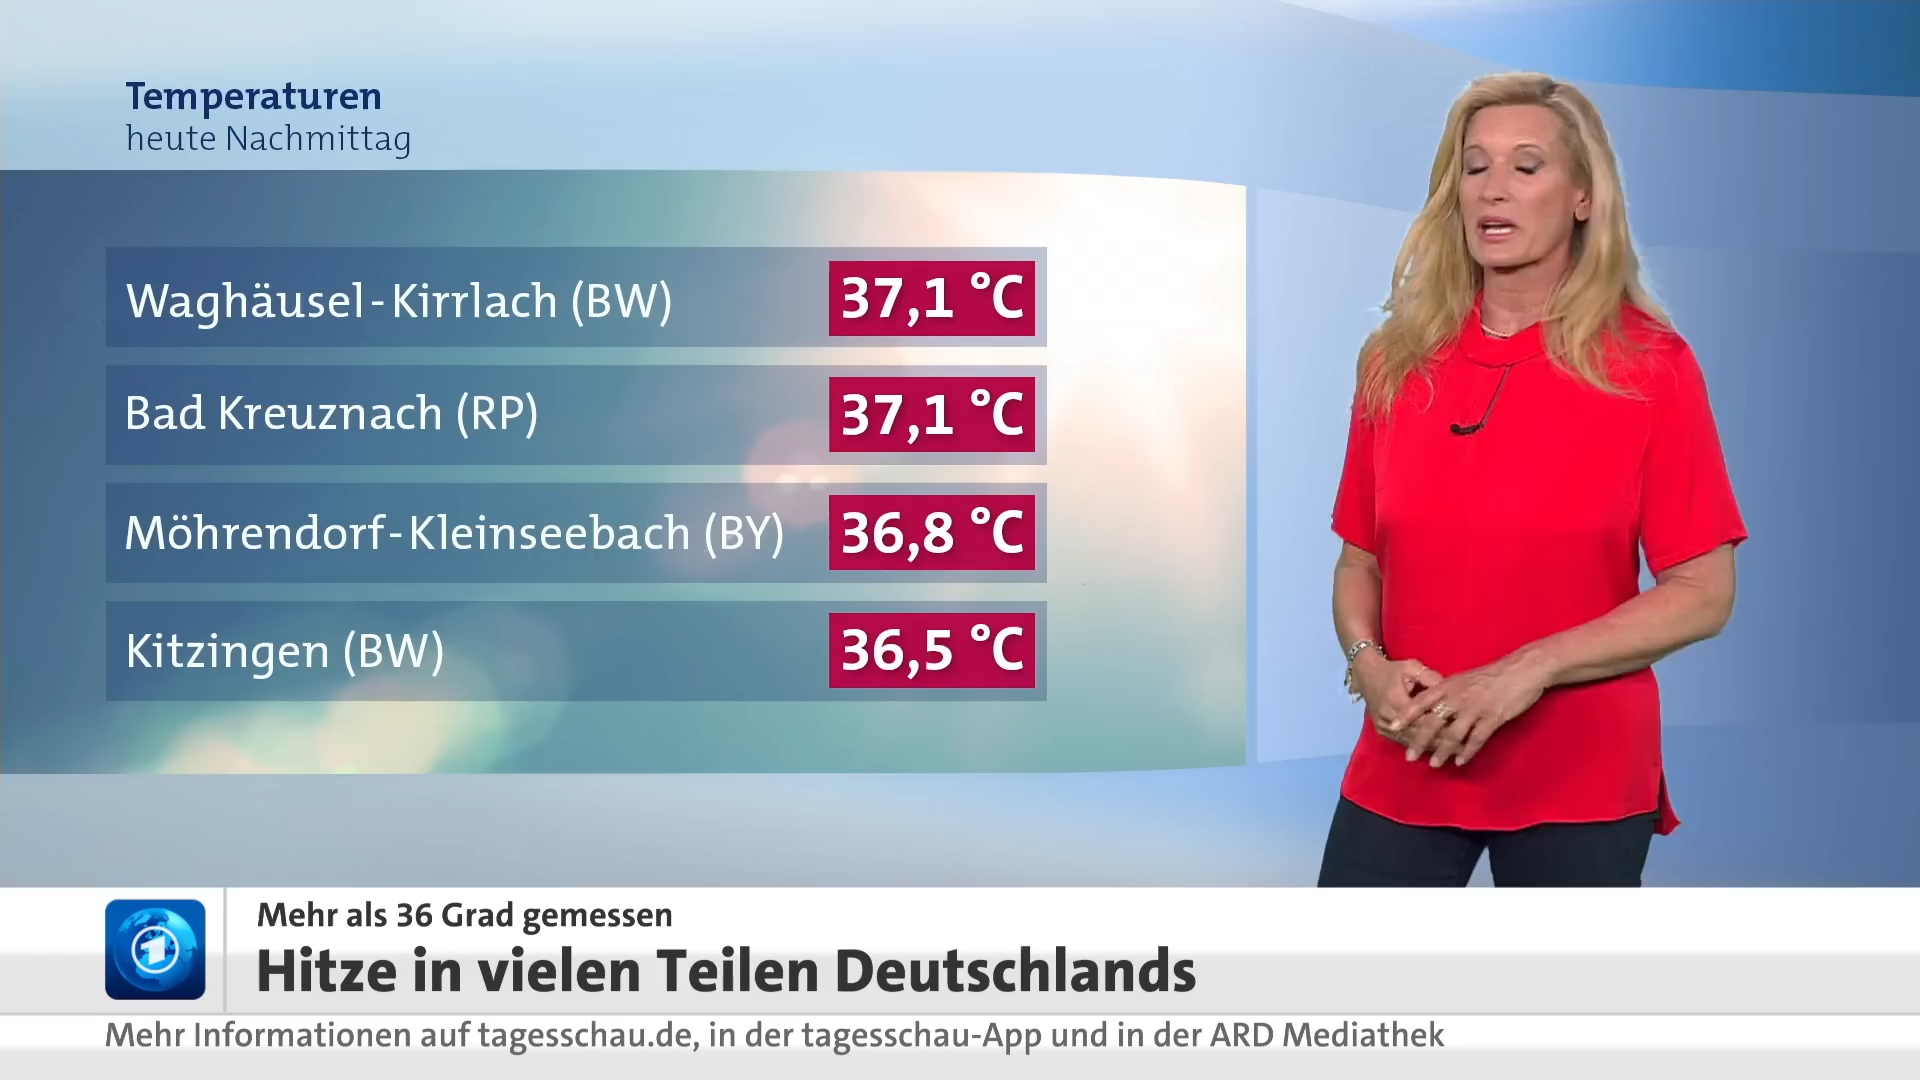 Temperaturen
heute Nachmittag
Waghäusel-Kirrlach (BW) 37,1 °C
Bad Kreuznach (RP) 37,1 °C
Möhrendorf-Kleinseebach (BY) 36,8 °C
Kitzingen (BW) 36,5 °C
1
Mehr als 36 Grad gemessen
Hitze in vielen Teilen Deutschlands
Mehr Informationen auf tagesschau.de, in der tagesschau-App und in der ARD Mediathek